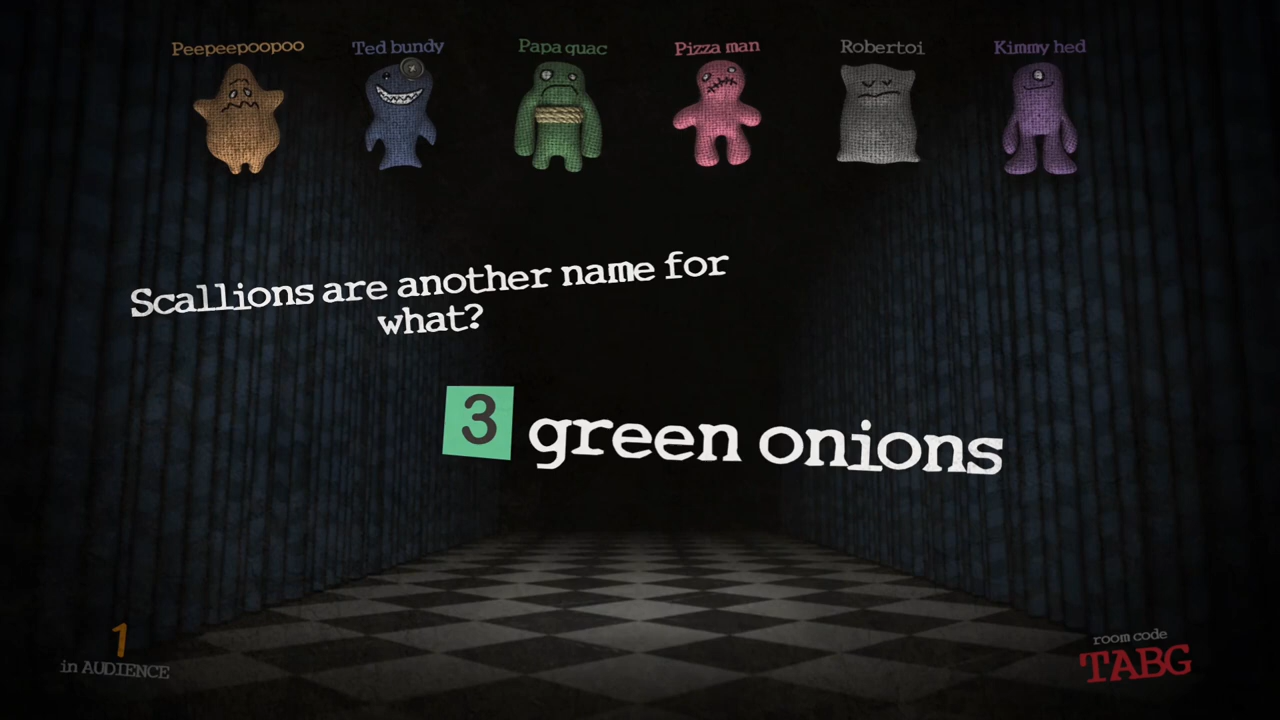 Peepeepoopoo
Ted bundy
Papa quac
Pizza man
Robertoi
Kimmy hed
Scallions are another name for
what?
3 green onions
1
in AUDIENCE
room code
TABG